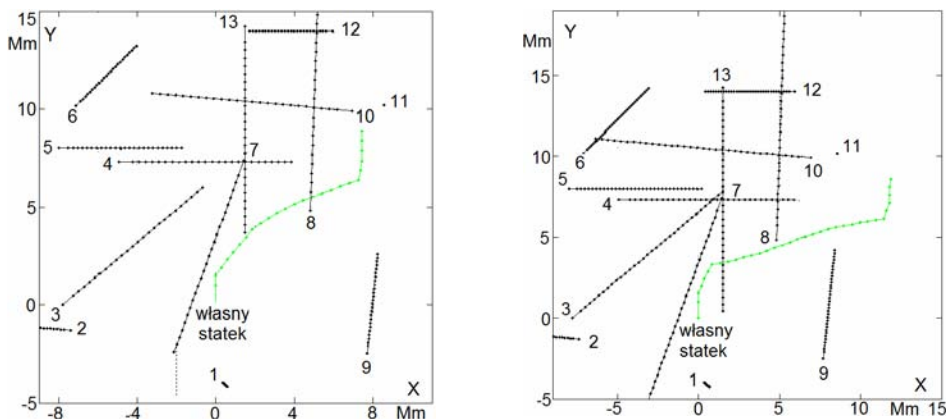 15 Y 13 12
Mm
10 6 10 11
5 7
5 4
8
3
0 własny
2 statek
9
1 X
-5
-8 -4 0 4 8 Mm
Y
15 13
Mm 12
6
10 11
10
5 7
4
5 8
3
0
2 własny
statek 9
1 X
-5
-5 0 5 10 Mm 15